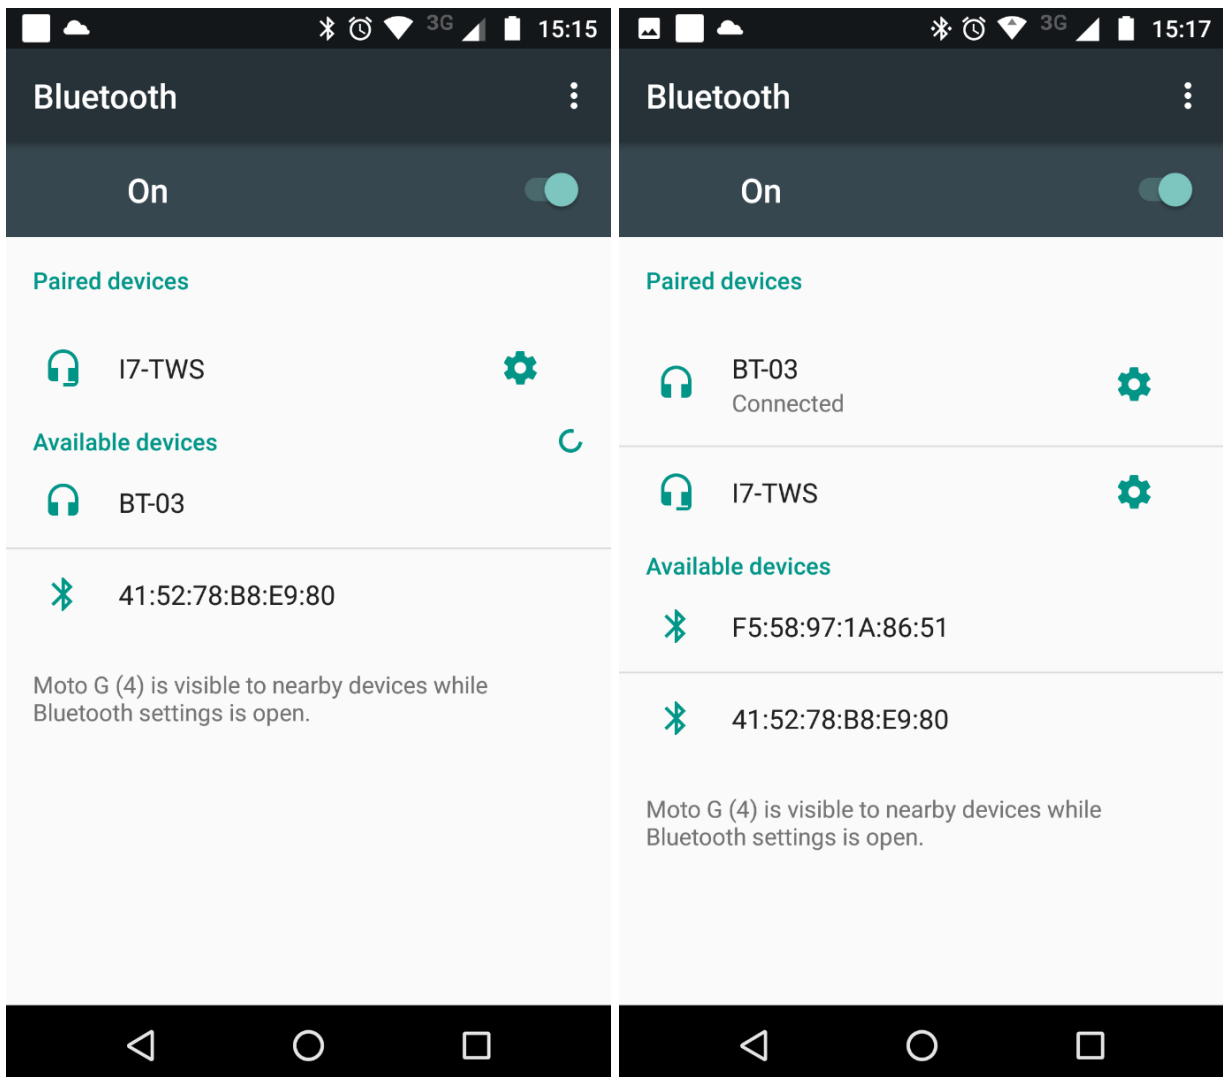 3G 15:15
Bluetooth
On
Paired devices
I7-TWS
Available devices
BT-03
41:52:78:B8:E9:80
Moto G (4) is visible to nearby devices while
Bluetooth settings is open.
3G 15:17
Bluetooth
On
Paired devices
BT-03
Connected
I7-TWS
Available devices
F5:58:97:1A:86:51
41:52:78:B8:E9:80
Moto G (4) is visible to nearby devices while
Bluetooth settings is open.